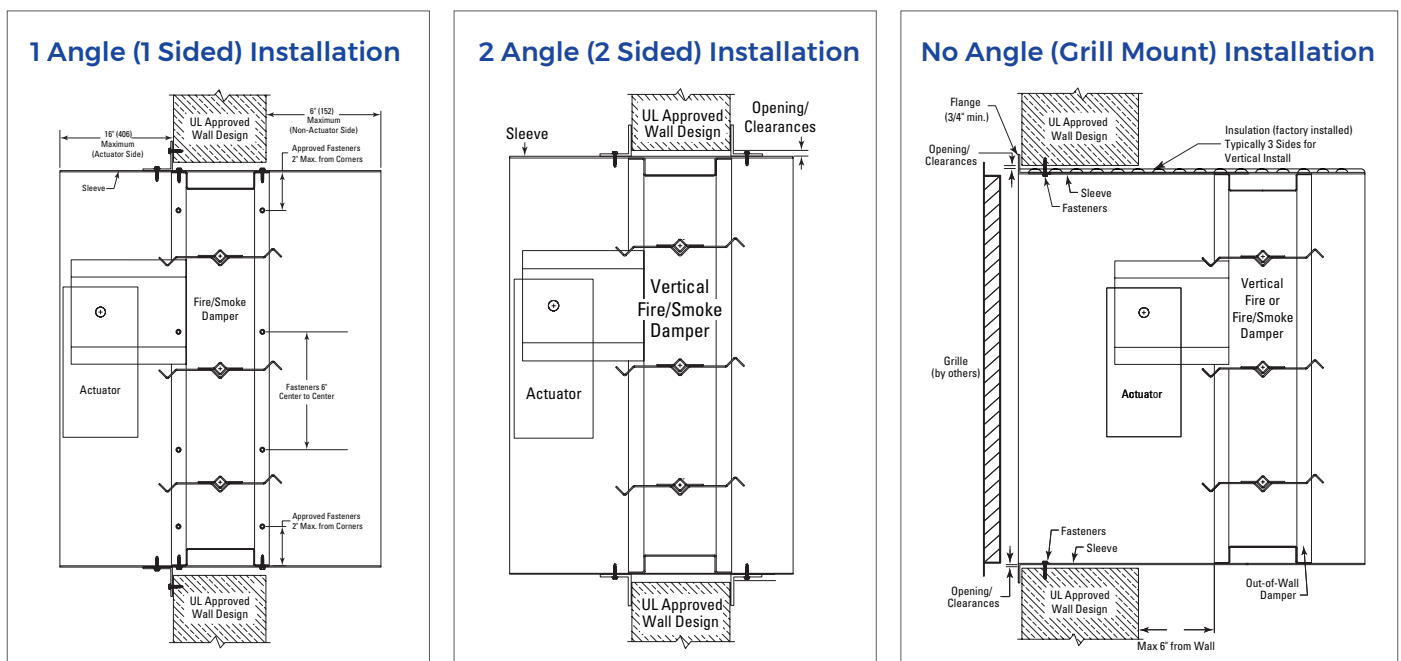 1 Angle (1 Sided) Installation
16" (406)
Maximum
(Actuator Side)
UL Approved
Wall Design
6" (152)
Maximum
(Non-Actuator Side)
Approved Fasteners
2" Max. from Corners
Sleeve
Fire/Smoke
Damper
Actuator
Fasteners 6"
Center to Center
Approved Fasteners
2" Max. from Corners
UL Approved
Wall Design
2 Angle (2 Sided) Installation
Sleeve
UL Approved
Wall Design
Opening/
Clearances
Vertical
Fire/Smoke
Damper
Actuator
UL Approved
Wall Design
No Angle (Grill Mount) Installation
Flange
(3/4" min.)
UL Approved
Wall Design
Opening/
Clearances
Insulation (factory installed)
Typically 3 Sides for
Vertical Install
Sleeve
Fasteners
Vertical
Fire or
Fire/Smoke
Damper
Grille
(by others)
Actuator
Fasteners
Sleeve
Opening/
Clearances
UL Approved
Wall Design
Out-of-Wall
Damper
Max 6" from Wall